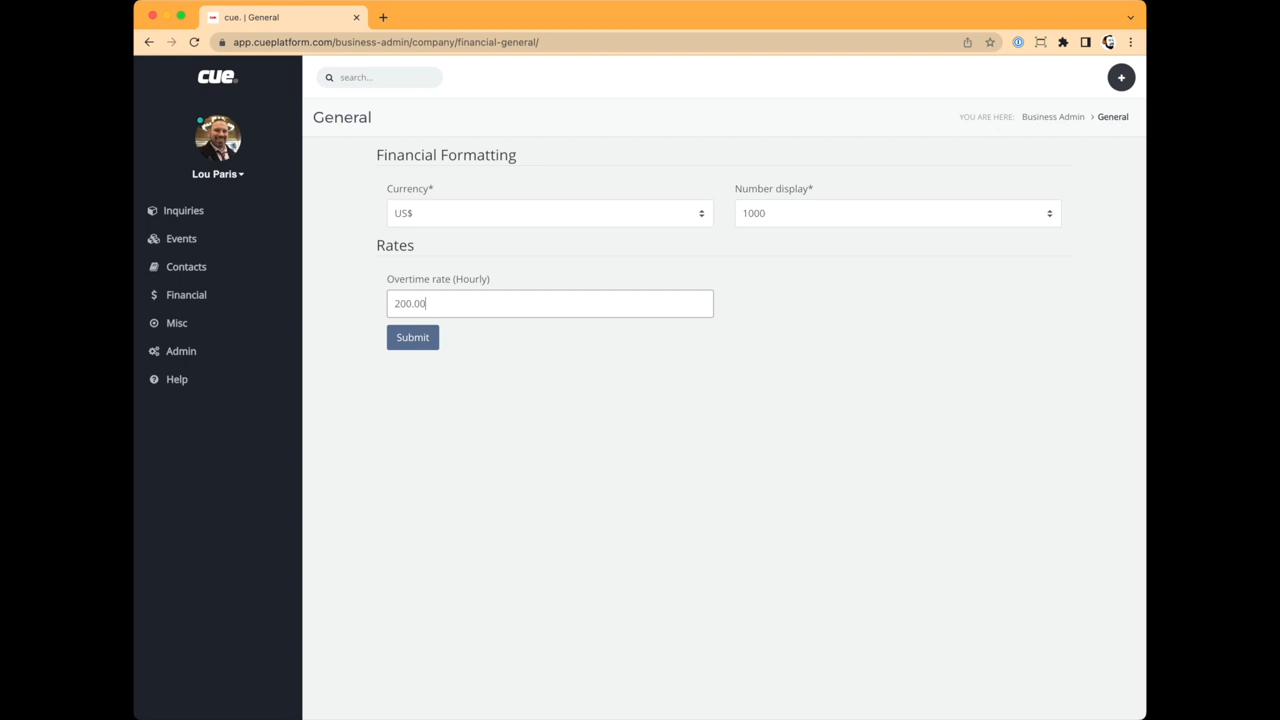 cue. | General
app.cueplatform.com/business-admin/company/financial-general/
cue.
search...
General
YOU ARE HERE: Business Admin > General
Lou Paris
Inquiries
Events
Contacts
Financial
Misc
Admin
Help
Financial Formatting
Currency*
Number display*
US$
1000
Rates
Overtime rate (Hourly)
200.00
Submit